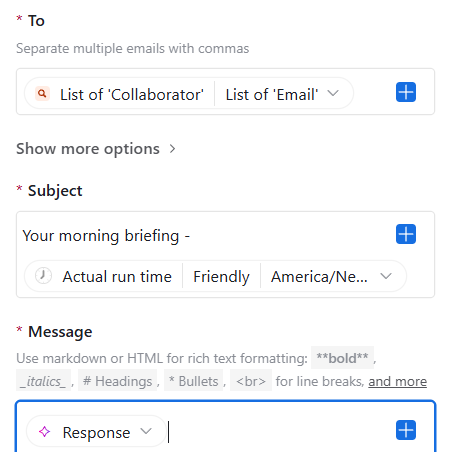 * To
Separate multiple emails with commas
List of 'Collaborator' List of 'Email'
Show more options
* Subject
Your morning briefing -
Actual run time Friendly America/Ne...
* Message
Use markdown or HTML for rich text formatting: **bold** ,
_italics_ , # Headings , * Bullets , <br> for line breaks, and more
Response